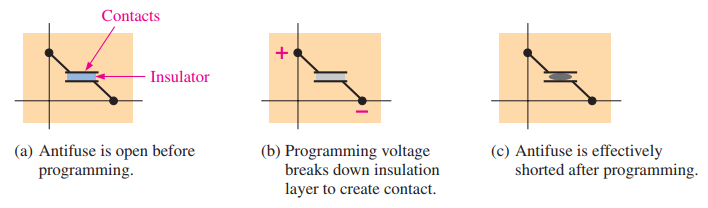 Contacts
Insulator
+
−
(a) Antifuse is open before
programming.
(b) Programming voltage
breaks down insulation
layer to create contact.
(c) Antifuse is effectively
shorted after programming.